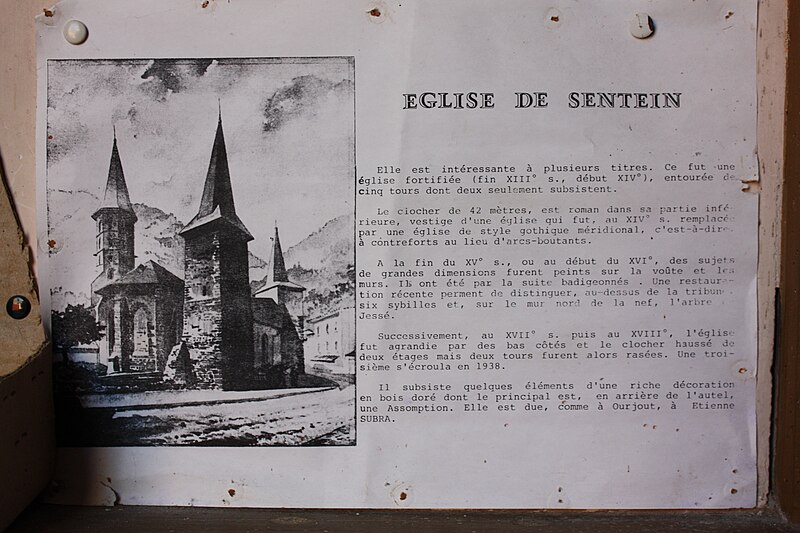 EGLISE DE SENTEIN
Elle est intéressante à plusieurs titres. Ce fut une
église fortifiée (fin XIII° s., début XIV°), entourée de
cinq tours dont deux seulement subsistent.
Le clocher de 42 mètres, est roman dans sa partie infé-
rieure, vestige d'une église qui fut, au XIV° s. remplacée
par une église de style gothique méridional, c'est-à-dire
à contreforts au lieu d'arcs-boutants.
A la fin du XV° s., ou au début du XVI°, des sujets
de grandes dimensions furent peints sur la voûte et les
murs. Ils ont été par la suite badigeonnés. Une restaura-
tion récente perment de distinguer, au-dessus de la tribune,
six sybilles et, sur le mur nord de la nef, l'arbre
Jessé.
Successivement, au XVII° s. puis au XVIII°, l'église
fut agrandie par des bas côtés et le clocher haussé de
deux étages mais deux tours furent alors rasées. Une troi-
sième s'écroula en 1938.
Il subsiste quelques éléments d'une riche décoration
en bois doré dont le principal est, en arrière de l'autel,
une Assomption. Elle est due, comme à Ourjout, à Etienne
SUBRA.